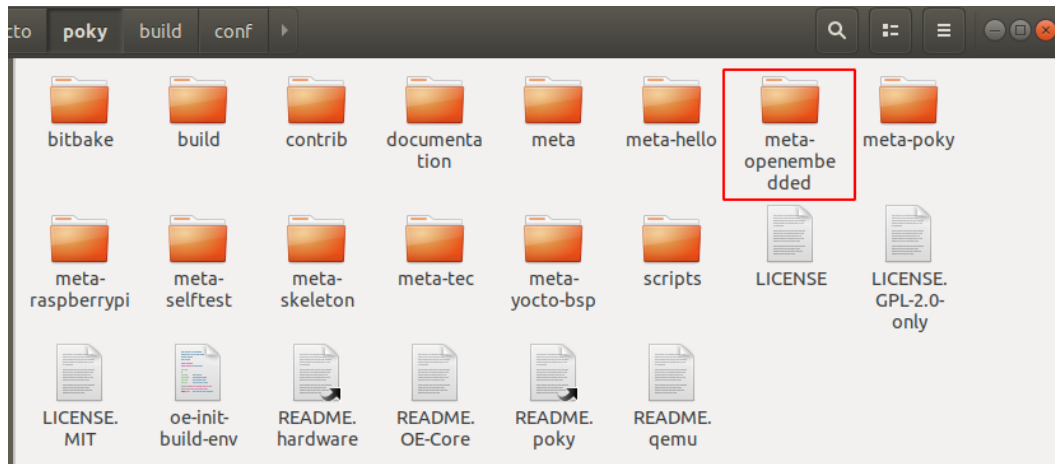 cto poky build conf
bitbake build contrib documenta meta meta-hello meta- meta-poky
tion openembe
dded
meta- meta- meta- meta-tec meta- scripts LICENSE LICENSE.
raspberrypi selftest skeleton yocto-bsp GPL-2.0-
only
LICENSE. oe-init- README. README. README. README.
MIT build-env hardware OE-Core poky qemu